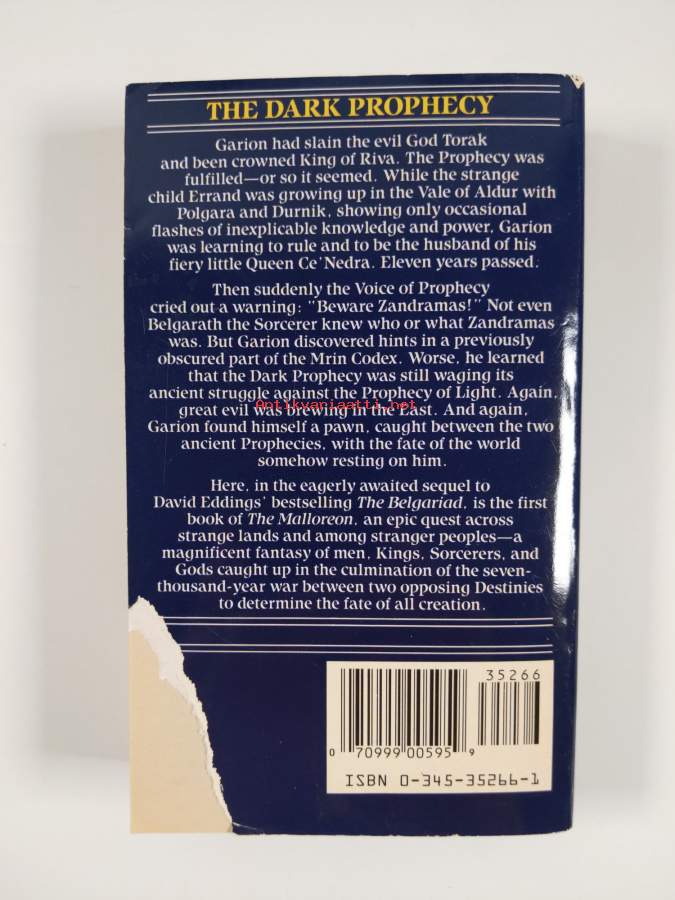 THE DARK PROPHECY
Garion had slain the evil God Torak
and been crowned King of Riva. The Prophecy was
fulfilled—or so it seemed. While the strange
child Errand was growing up in the Vale of Aldur with
Polgara and Durnik, showing only occasional
flashes of inexplicable knowledge and power, Garion
was learning to rule and to be the husband of his
fiery little Queen Ce'Nedra. Eleven years passed.
Then suddenly the Voice of Prophecy
cried out a warning: "Beware Zandramas!" Not even
Belgarath the Sorcerer knew who or what Zandramas
was. But Garion discovered hints in a previously
obscured part of the Mrin Codex. Worse, he learned
that the Dark Prophecy was still waging its
ancient struggle against the Prophecy of Light. Again,
great evil was brewing in the East. And again,
Antikvariaatti.net
Garion found himself a pawn, caught between the two
ancient Prophecies, with the fate of the world
somehow resting on him.
Here, in the eagerly awaited sequel to
David Eddings' bestselling The Belgariad, is the first
book of The Malloreon, an epic quest across
strange lands and among stranger peoples—a
magnificent fantasy of men, Kings, Sorcerers, and
Gods caught up in the culmination of the seven-
thousand-year war between two opposing Destinies
to determine the fate of all creation.
35266
0 70999 00595 9
ISBN 0-345-35266-1